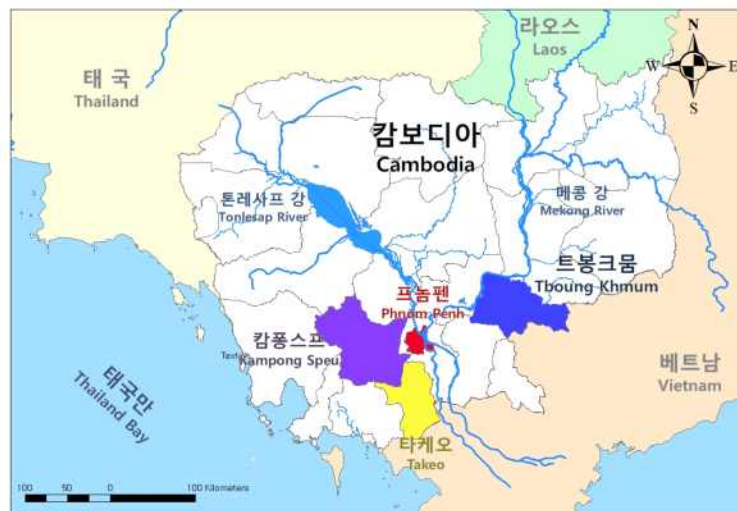 라오스
Laos
N
W
E
S
태 국
Thailand
캄보디아
Cambodia
톤레사프 강
Tonlesap River
메콩 강
Mekong River
트봉크뭄
Tboung Khmum
프놈펜
Phnom Penh
캄퐁스프
Text
Kampong Speu
베트남
Vietnam
태국만
Thailand Bay
타케오
Takeo
100 50 0 100 Kilometers